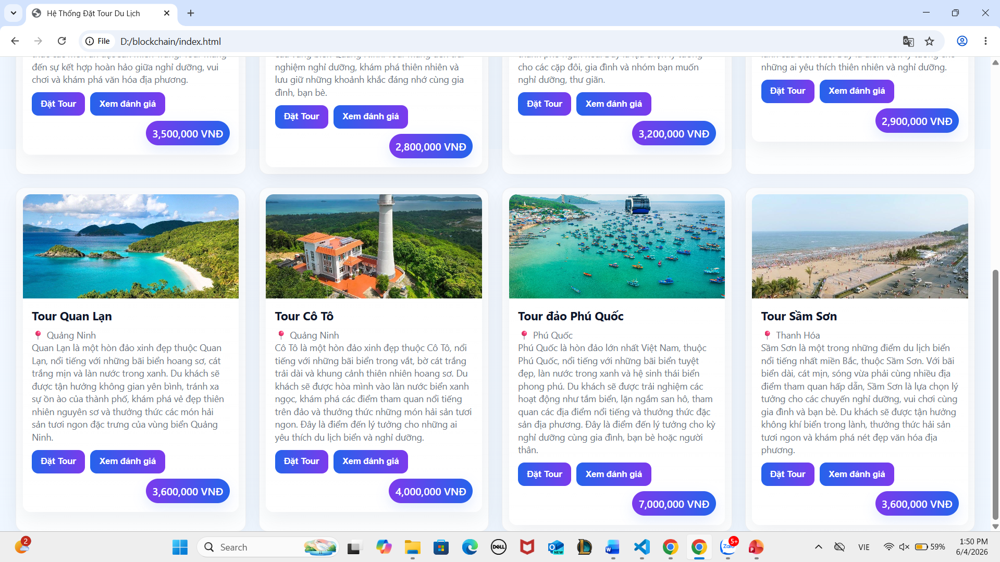 Hệ Thống Đặt Tour Du Lịch
File
D:/blockchain/index.html
đến sự kết hợp hoàn hảo giữa nghỉ dưỡng, vui
chơi và khám phá văn hóa địa phương.
Đặt Tour
Xem đánh giá
3,500,000 VNĐ
nghiệm nghỉ dưỡng, khám phá thiên nhiên và
lưu giữ những khoảnh khắc đáng nhớ cùng gia
đình, bạn bè.
Đặt Tour
Xem đánh giá
2,800,000 VNĐ
cho các cặp đôi, gia đình và nhóm bạn muốn
nghỉ dưỡng, thư giãn.
Đặt Tour
Xem đánh giá
3,200,000 VNĐ
những ai yêu thích thiên nhiên và nghỉ dưỡng.
Đặt Tour
Xem đánh giá
2,900,000 VNĐ
Tour Quan Lạn
Quảng Ninh
Quan Lạn là một hòn đảo xinh đẹp thuộc Quan
Lạn, nổi tiếng với những bãi biển hoang sơ, cát
trắng mịn và làn nước trong xanh. Du khách sẽ
được tận hưởng không gian yên bình, tránh xa
sự ồn ào của thành phố, khám phá vẻ đẹp thiên
nhiên nguyên sơ và thưởng thức các món hải
sản tươi ngon đặc trưng của vùng biển Quảng
Ninh.
Đặt Tour
Xem đánh giá
3,600,000 VNĐ
Tour Cô Tô
Quảng Ninh
Cô Tô là một hòn đảo xinh đẹp thuộc Cô Tô, nổi
tiếng với những bãi biển trong vắt, bờ cát trắng
trải dài và khung cảnh thiên nhiên hoang sơ. Du
khách sẽ được hòa mình vào làn nước biển xanh
ngọc, khám phá các điểm tham quan nổi tiếng
trên đảo và thưởng thức những món hải sản tươi
ngon. Đây là điểm đến lý tưởng cho những ai
yêu thích du lịch biển và nghỉ dưỡng.
Đặt Tour
Xem đánh giá
4,000,000 VNĐ
Tour đảo Phú Quốc
Phú Quốc
Phú Quốc là hòn đảo lớn nhất Việt Nam, thuộc
Phú Quốc, nổi tiếng với những bãi biển tuyệt
đẹp, làn nước trong xanh và hệ sinh thái biển
phong phú. Du khách sẽ được trải nghiệm các
hoạt động như tắm biển, lặn ngắm san hô, tham
quan các địa điểm nổi tiếng và thưởng thức đặc
sản địa phương. Đây là điểm đến lý tưởng cho kỳ
nghỉ dưỡng cùng gia đình, bạn bè hoặc người
thân.
Đặt Tour
Xem đánh giá
7,000,000 VNĐ
Tour Sầm Sơn
Thanh Hóa
Sầm Sơn là một trong những điểm du lịch biển
nổi tiếng nhất miền Bắc, thuộc Sầm Sơn. Với bãi
biển dài, cát mịn, sóng vừa phải cùng nhiều địa
điểm tham quan hấp dẫn, Sầm Sơn là lựa chọn lý
tưởng cho các chuyến nghỉ dưỡng, vui chơi cùng
gia đình và bạn bè. Du khách sẽ được tận hưởng
không khí biển trong lành, thưởng thức hải sản
tươi ngon và khám phá nét đẹp văn hóa địa
phương.
Đặt Tour
Xem đánh giá
3,600,000 VNĐ
2
Search
DELL
NEW
Zalo
5+
VIE
59%
1:50 PM
6/4/2026